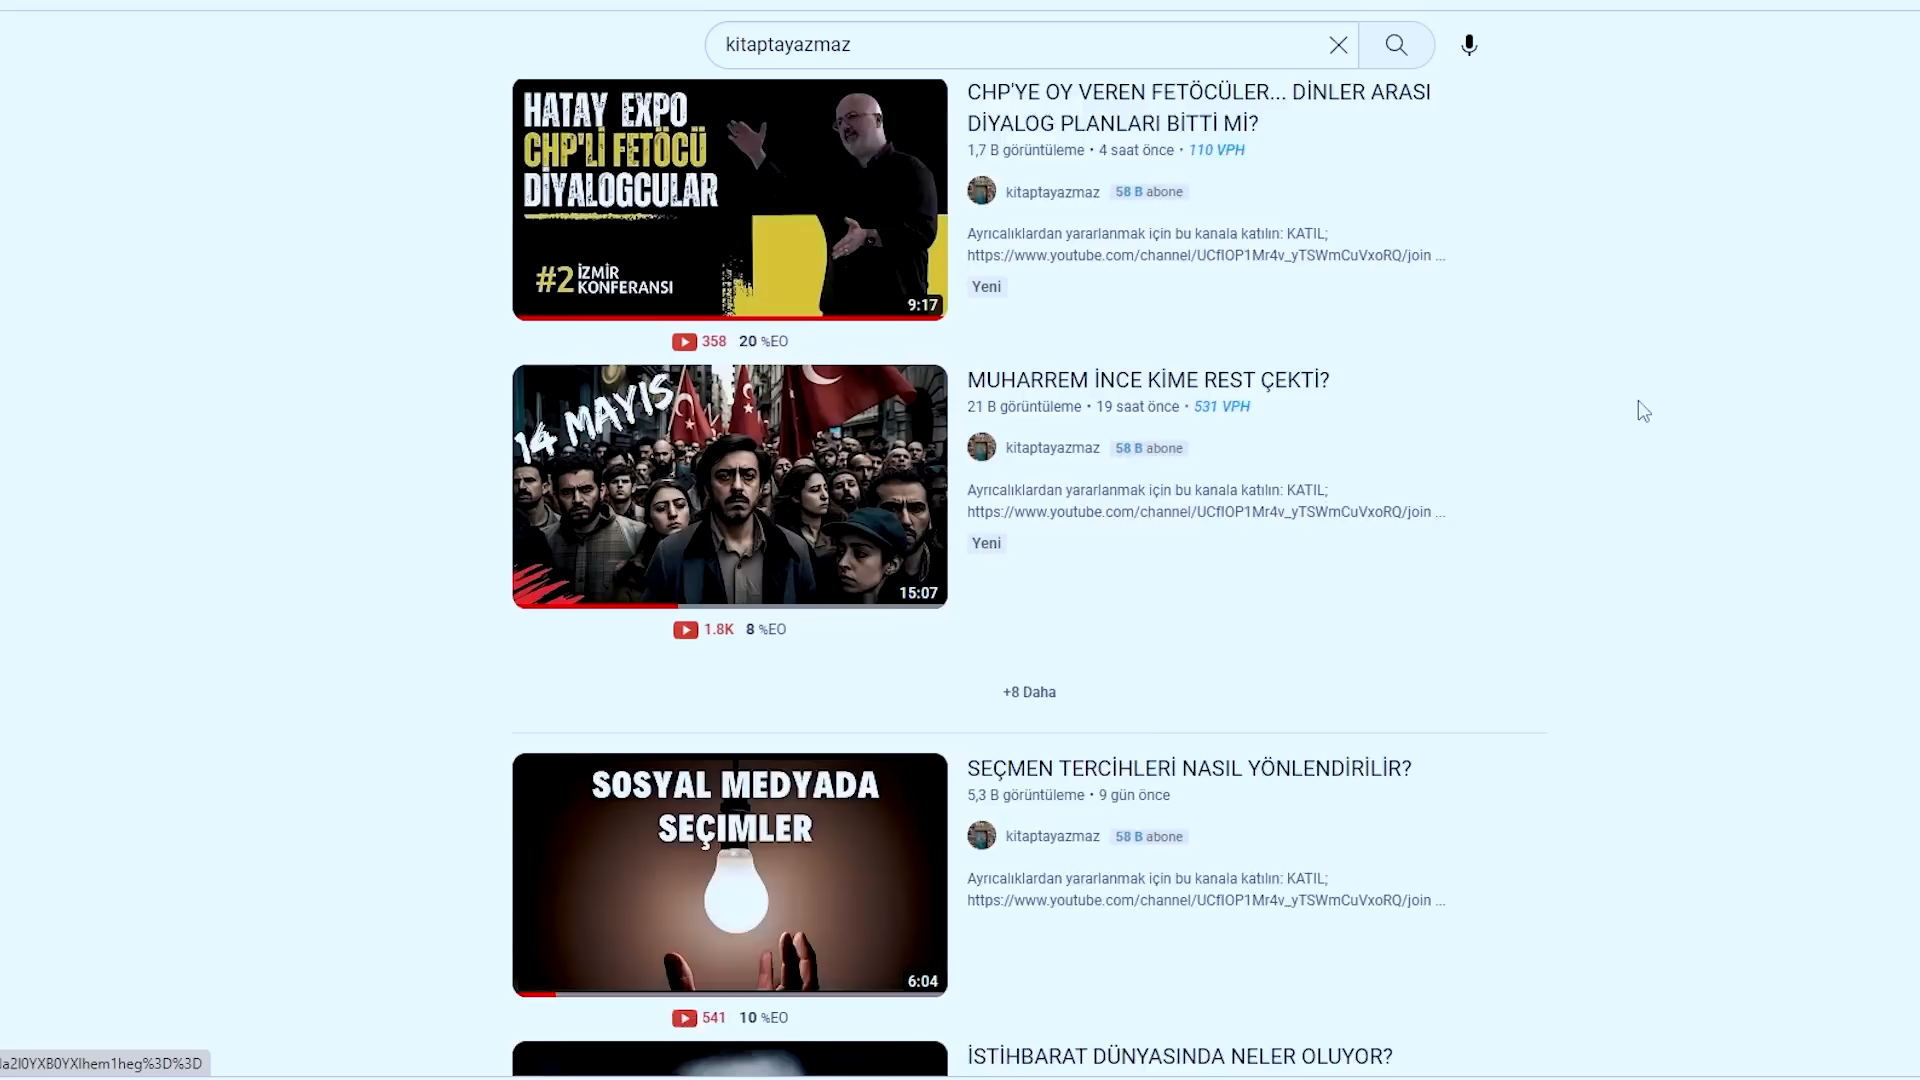 kitaptayazmaz
HATAY EXPO
CHP'Lİ FETÖCÜ
DİYALOGCULAR
#2 İZMİR
KONFERANSI
9:17
CHP'YE OY VEREN FETÖCÜLER... DİNLER ARASI
DİYALOG PLANLARI BİTTİ Mİ?
1,7 B görüntüleme • 4 saat önce • 110 VPH
kitaptayazmaz 58 B abone
Ayrıcalıklardan yararlanmak için bu kanala katılın: KATIL;
https://www.youtube.com/channel/UCfIOP1Mr4v_yTSWmCuVxoRQ/join ...
Yeni
358 20 %EO
14 MAYIS
15:07
MUHARREM İNCE KİME REST ÇEKTİ?
21 B görüntüleme • 19 saat önce • 531 VPH
kitaptayazmaz 58 B abone
Ayrıcalıklardan yararlanmak için bu kanala katılın: KATIL;
https://www.youtube.com/channel/UCfIOP1Mr4v_yTSWmCuVxoRQ/join ...
Yeni
1.8K 8 %EO
+8 Daha
SOSYAL MEDYADA
SEÇİMLER
6:04
SEÇMEN TERCİHLERİ NASIL YÖNLENDİRİLİR?
5,3 B görüntüleme • 9 gün önce
kitaptayazmaz 58 B abone
Ayrıcalıklardan yararlanmak için bu kanala katılın: KATIL;
https://www.youtube.com/channel/UCfIOP1Mr4v_yTSWmCuVxoRQ/join ...
541 10 %EO
İSTİHBARAT DÜNYASINDA NELER OLUYOR?